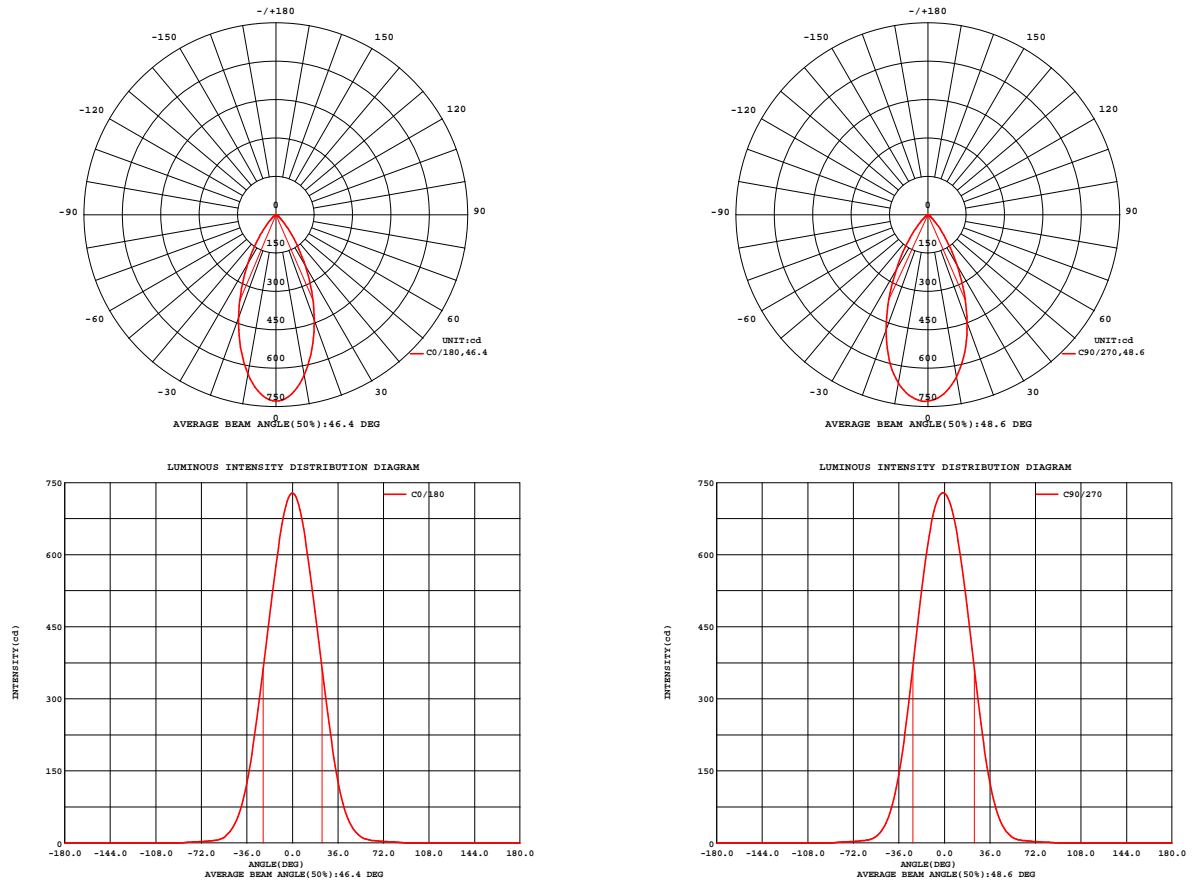 -/+180
-150 150
-120 120
-90 0 90
150
300
-60 450 60
UNIT:cd
600 C0/180,46.4
-30 750 30
0
AVERAGE BEAM ANGLE(50%):46.4 DEG
-/+180
-150 150
-120 120
-90 0 90
150
300
-60 450 60
UNIT:cd
600 C90/270,48.6
-30 750 30
0
AVERAGE BEAM ANGLE(50%):48.6 DEG
LUMINOUS INTENSITY DISTRIBUTION DIAGRAM
750
C0/180
600
450
INTENSITY(cd)
300
150
0
-180.0 -144.0 -108.0 -72.0 -36.0 0.0 36.0 72.0 108.0 144.0 180.0
ANGLE(DEG)
AVERAGE BEAM ANGLE(50%):46.4 DEG
LUMINOUS INTENSITY DISTRIBUTION DIAGRAM
750
C90/270
600
450
INTENSITY(cd)
300
150
0
-180.0 -144.0 -108.0 -72.0 -36.0 0.0 36.0 72.0 108.0 144.0 180.0
ANGLE(DEG)
AVERAGE BEAM ANGLE(50%):48.6 DEG